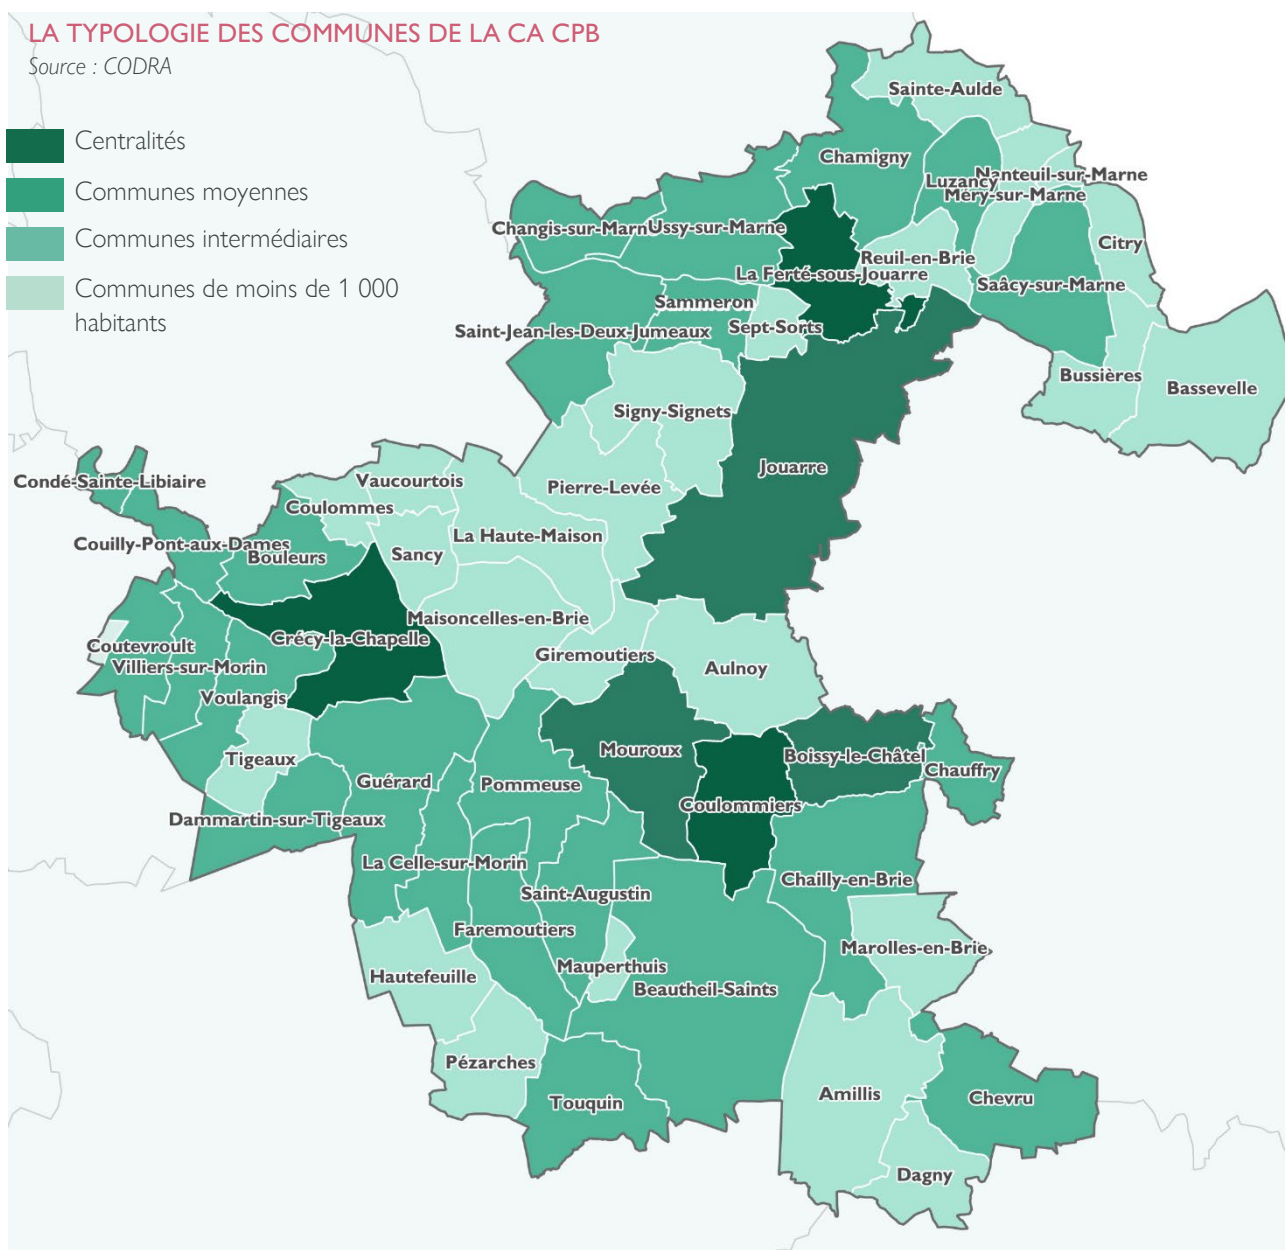 LA TYPOLOGIE DES COMMUNES DE LA CA CPB
Source : CODRA
Centralités
Communes moyennes
Communes intermédiaires
Communes de moins de 1 000
habitants
Sainte-Aulde
Chamigny
Nanteuil-sur-Marne
Luzancy
Méry-sur-Marne
Changis-sur-Marn
Ussy-sur-Marne
Citry
Reuil-en-Brie
La Ferté-sous-Jouarre
Saâcy-sur-Marne
Sammeron
Saint-Jean-les-Deux-Jumeaux
Sept-Sorts
Bussières
Bassevelle
Signy-Signets
Jouarre
Condé-Sainte-Libiaire
Vaucourtois
Pierre-Levée
Coulommes
La Haute-Maison
Couilly-Pont-aux-Dames
Bouleurs
Sancy
Maisoncelles-en-Brie
Crécy-la-Chapelle
Coutevroult
Giremoutiers
Villiers-sur-Morin
Aulnoy
Voulangis
Mouroux
Boissy-le-Châtel
Tigeaux
Chauffry
Guérard
Pommeuse
Coulommiers
Dammartin-sur-Tigeaux
La Celle-sur-Morin
Chailly-en-Brie
Saint-Augustin
Faremoutiers
Marolles-en-Brie
Mauperthuis
Hautefeuille
Beautheil-Saints
Pézarches
Amillis
Chevru
Touquin
Dagny